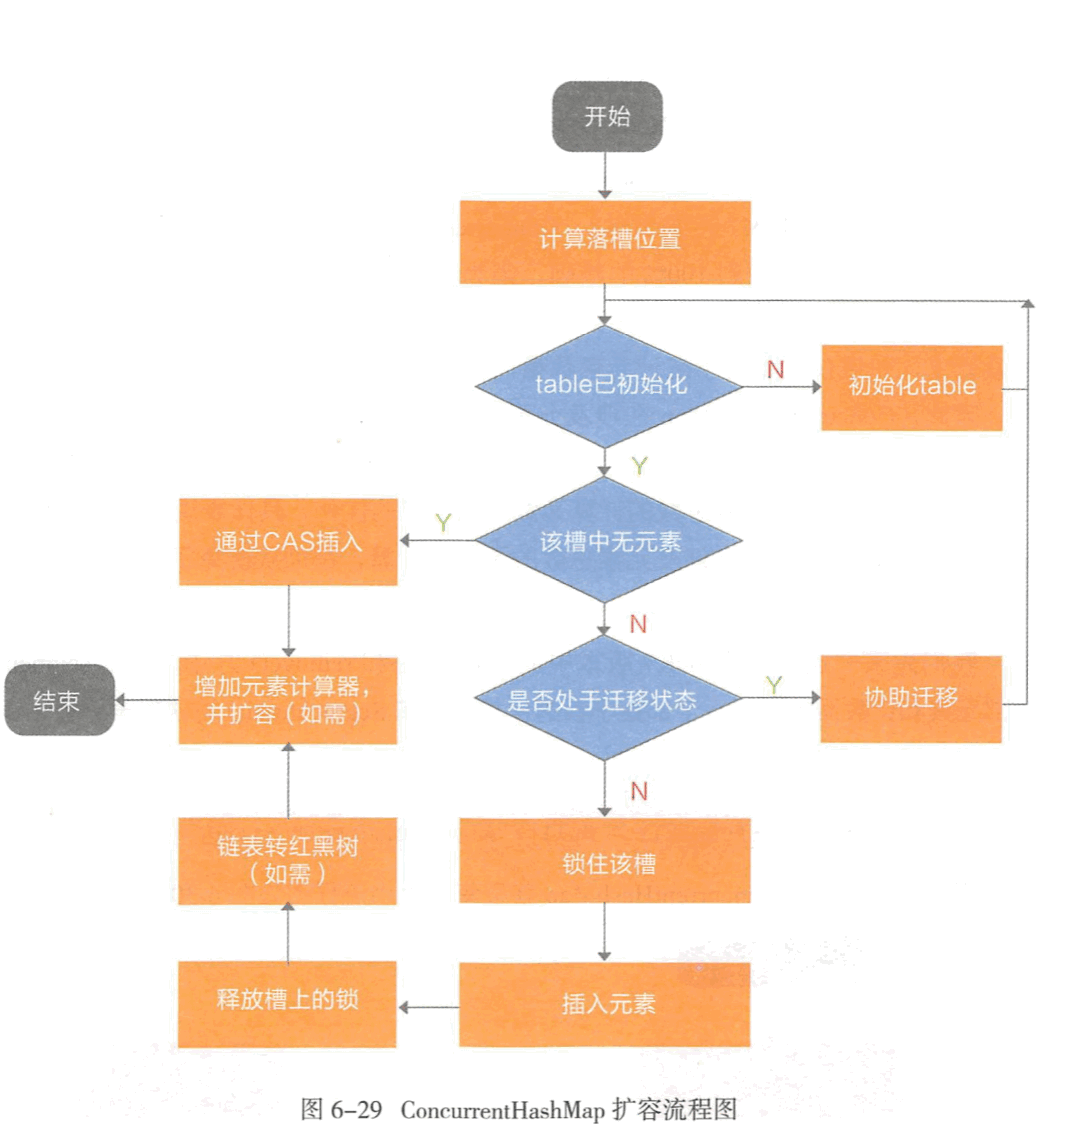 开始
计算落槽位置
table已初始化
N
初始化table
Y
该槽中无元素
Y
通过CAS插入
N
是否处于迁移状态
Y
协助迁移
增加元素计算器，
并扩容（如需）
结束
N
锁住该槽
链表转红黑树
（如需）
插入元素
释放槽上的锁
图 6-29 ConcurrentHashMap 扩容流程图